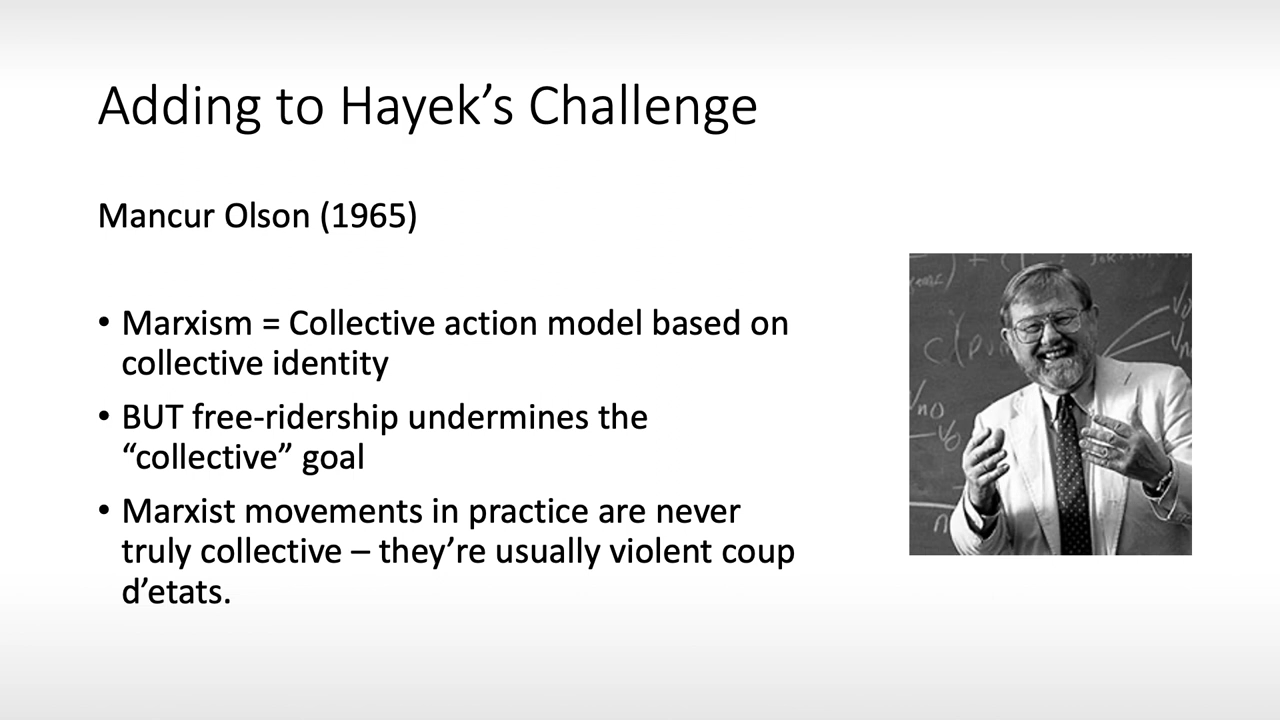 Adding to Hayek’s Challenge
Mancur Olson (1965)
• Marxism = Collective action model based on
collective identity
• BUT free-ridership undermines the
“collective” goal
• Marxist movements in practice are never
truly collective – they’re usually violent coup
d’etats.